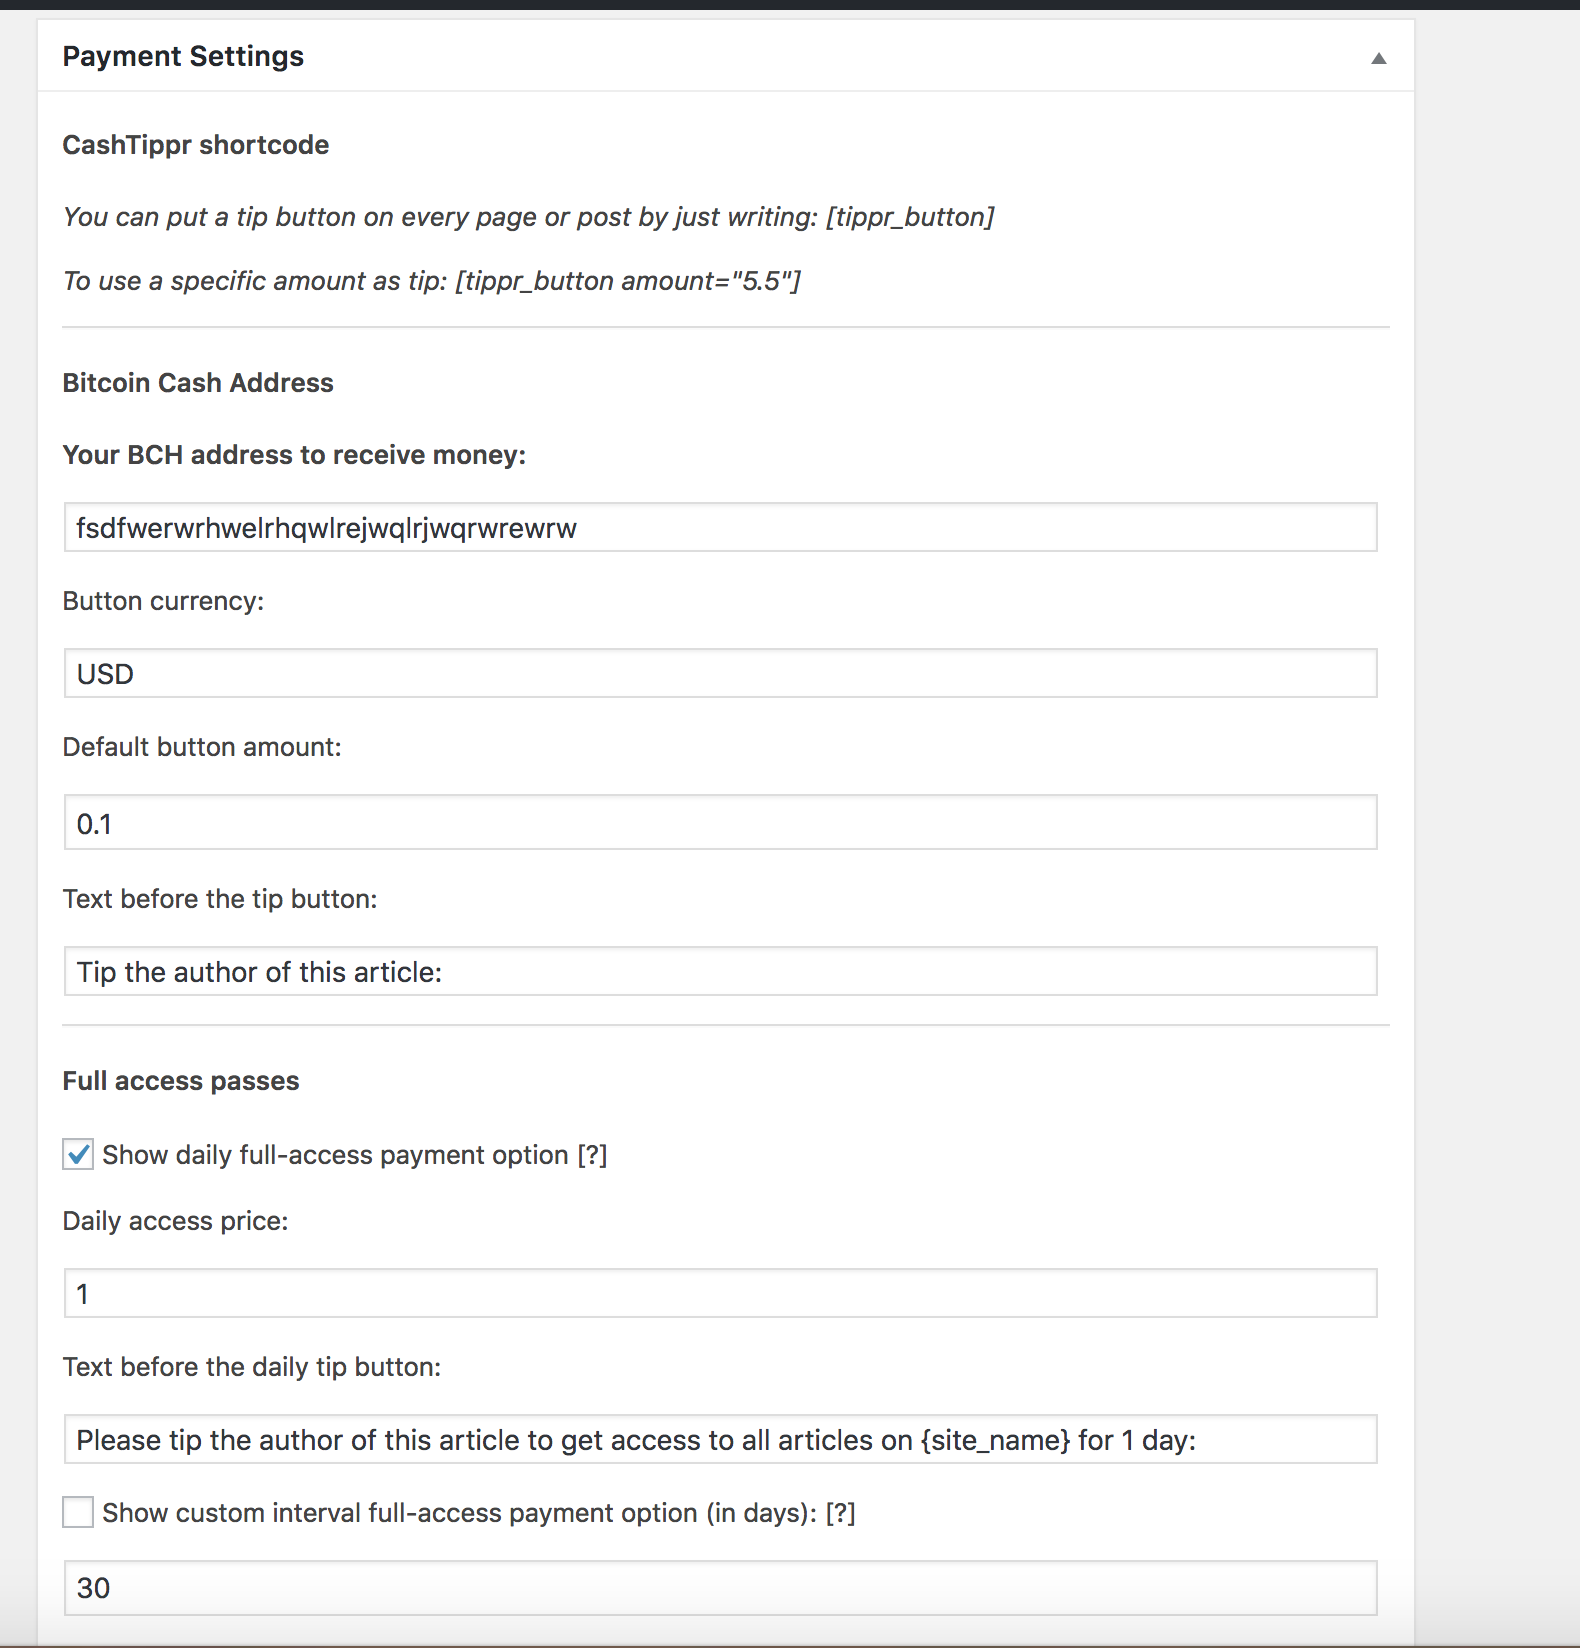 Payment Settings
CashTippr shortcode
You can put a tip button on every page or post by just writing: [tippr_button]
To use a specific amount as tip: [tippr_button amount="5.5"]
Bitcoin Cash Address
Your BCH address to receive money:
fsdfwerwrhwelrhqwlrejwqlrjwqrwrewrw
Button currency:
USD
Default button amount:
0.1
Text before the tip button:
Tip the author of this article:
Full access passes
Show daily full-access payment option [?]
Daily access price:
1
Text before the daily tip button:
Please tip the author of this article to get access to all articles on {site_name} for 1 day:
Show custom interval full-access payment option (in days): [?]
30